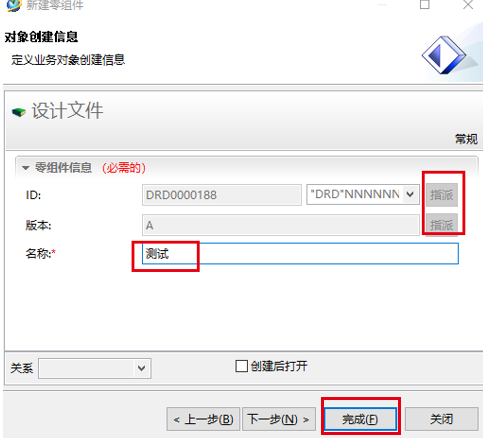 新建零组件
对象创建信息
定义业务对象创建信息
设计文件
常规
零组件信息 (必需的)
ID: DRD0000188 "DRD"NNNNNN 指派
版本: A 指派
名称:* 测试
关系 创建后打开
< 上一步(B) 下一步(N) > 完成(F) 关闭